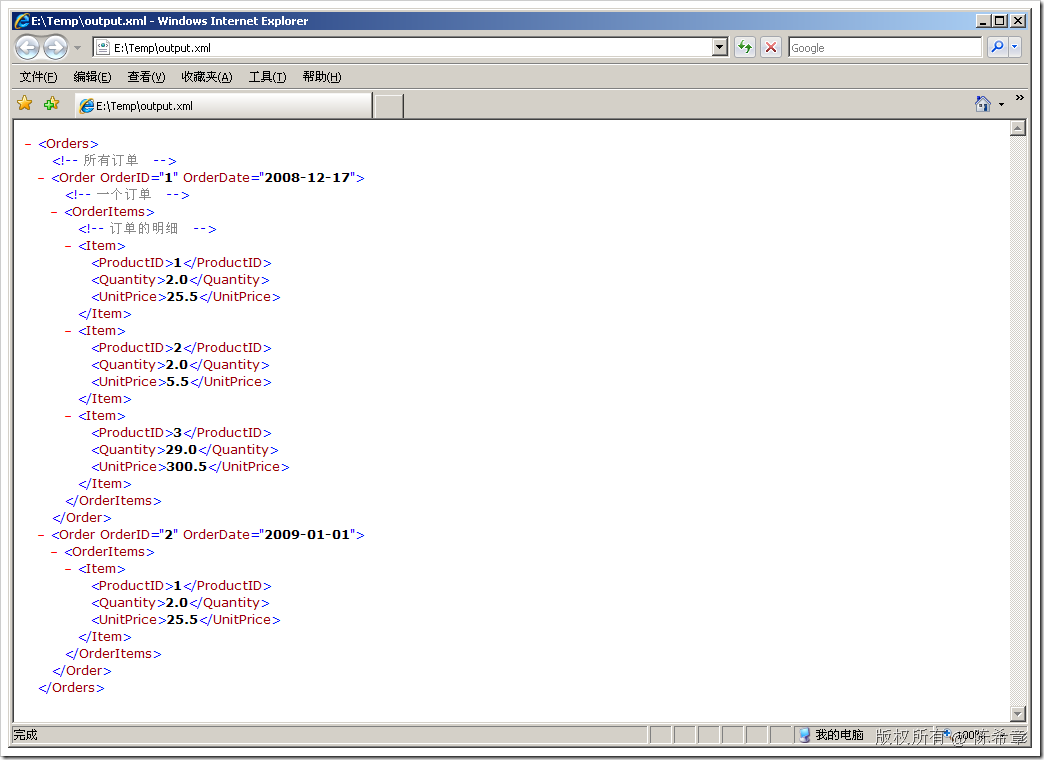 E:\Temp\output.xml - Windows Internet Explorer
E:\Temp\output.xml
Google
文件(F) 编辑(E) 查看(V) 收藏夹(A) 工具(T) 帮助(H)
E:\Temp\output.xml
»
- <Orders>
<!-- 所有订单 -->
- <Order OrderID="1" OrderDate="2008-12-17">
<!-- 一个订单 -->
- <OrderItems>
<!-- 订单的明细 -->
- <Item>
<ProductID>1</ProductID>
<Quantity>2.0</Quantity>
<UnitPrice>25.5</UnitPrice>
</Item>
- <Item>
<ProductID>2</ProductID>
<Quantity>2.0</Quantity>
<UnitPrice>5.5</UnitPrice>
</Item>
- <Item>
<ProductID>3</ProductID>
<Quantity>29.0</Quantity>
<UnitPrice>300.5</UnitPrice>
</Item>
</OrderItems>
</Order>
- <Order OrderID="2" OrderDate="2009-01-01">
- <OrderItems>
- <Item>
<ProductID>1</ProductID>
<Quantity>2.0</Quantity>
<UnitPrice>25.5</UnitPrice>
</Item>
</OrderItems>
</Order>
</Orders>
完成
我的电脑
100%
版权所有 @ 陈希章